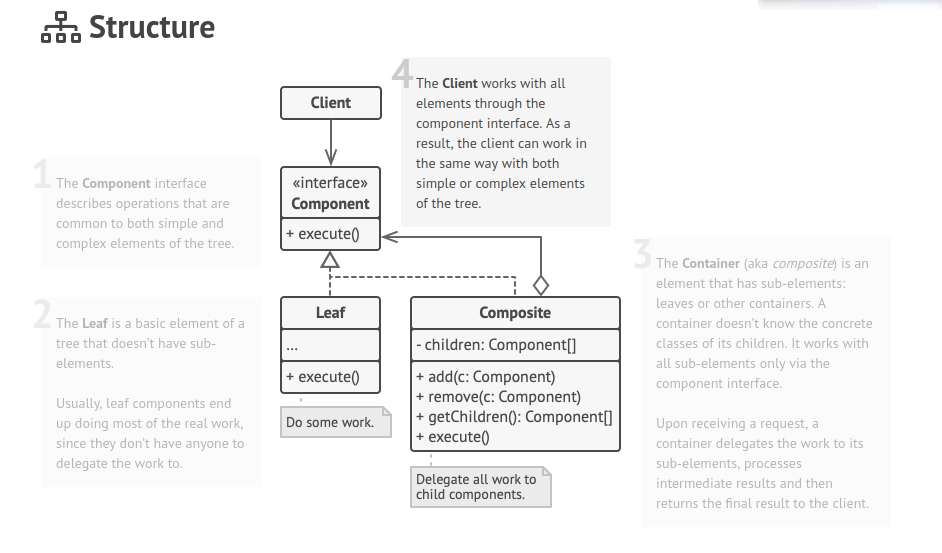 Structure
Client
4
The Client works with all
elements through the
component interface. As a
result, the client can work in
the same way with both
simple or complex elements
of the tree.
1
The Component interface
describes operations that are
common to both simple and
complex elements of the tree.
«interface»
Component
+ execute()
2
The Leaf is a basic element of a
tree that doesn't have sub-
elements.
Usually, leaf components end
up doing most of the real work,
since they don't have anyone to
delegate the work to.
Leaf
...
+ execute()
Do some work.
Composite
- children: Component[]
+ add(c: Component)
+ remove(c: Component)
+ getChildren(): Component[]
+ execute()
Delegate all work to
child components.
3
The Container (aka composite) is an
element that has sub-elements:
leaves or other containers. A
container doesn't know the concrete
classes of its children. It works with
all sub-elements only via the
component interface.
Upon receiving a request, a
container delegates the work to its
sub-elements, processes
intermediate results and then
returns the final result to the client.